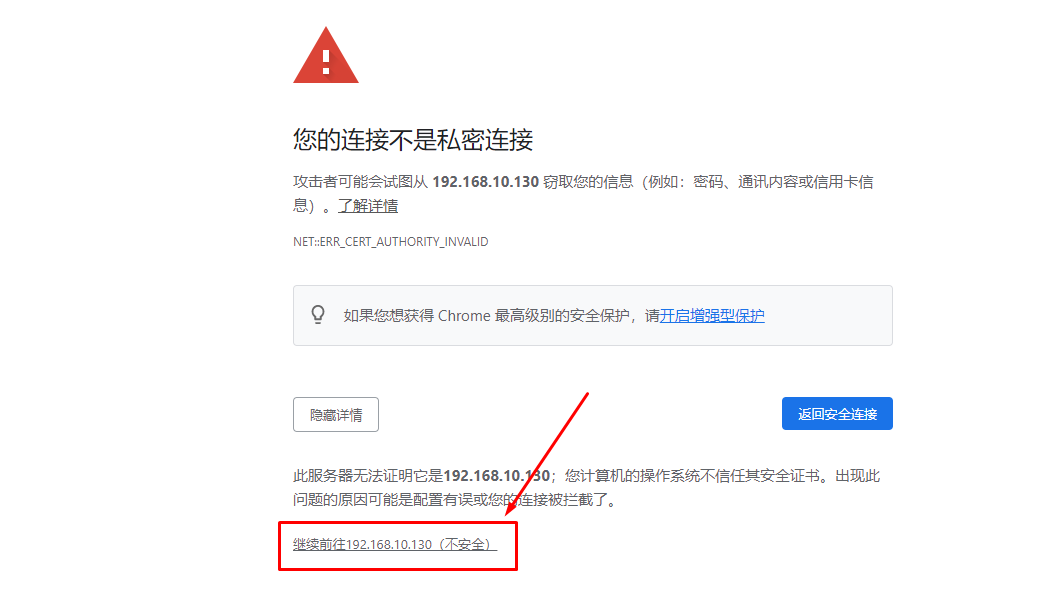 您的连接不是私密连接
攻击者可能会试图从 192.168.10.130 窃取您的信息（例如：密码、通讯内容或信用卡信
息）。了解详情
NET::ERR_CERT_AUTHORITY_INVALID
如果您想获得 Chrome 最高级别的安全保护，请开启增强型保护
隐藏详情
返回安全连接
此服务器无法证明它是192.168.10.130；您计算机的操作系统不信任其安全证书。出现此
问题的原因可能是配置有误或您的连接被拦截了。
继续前往192.168.10.130（不安全）